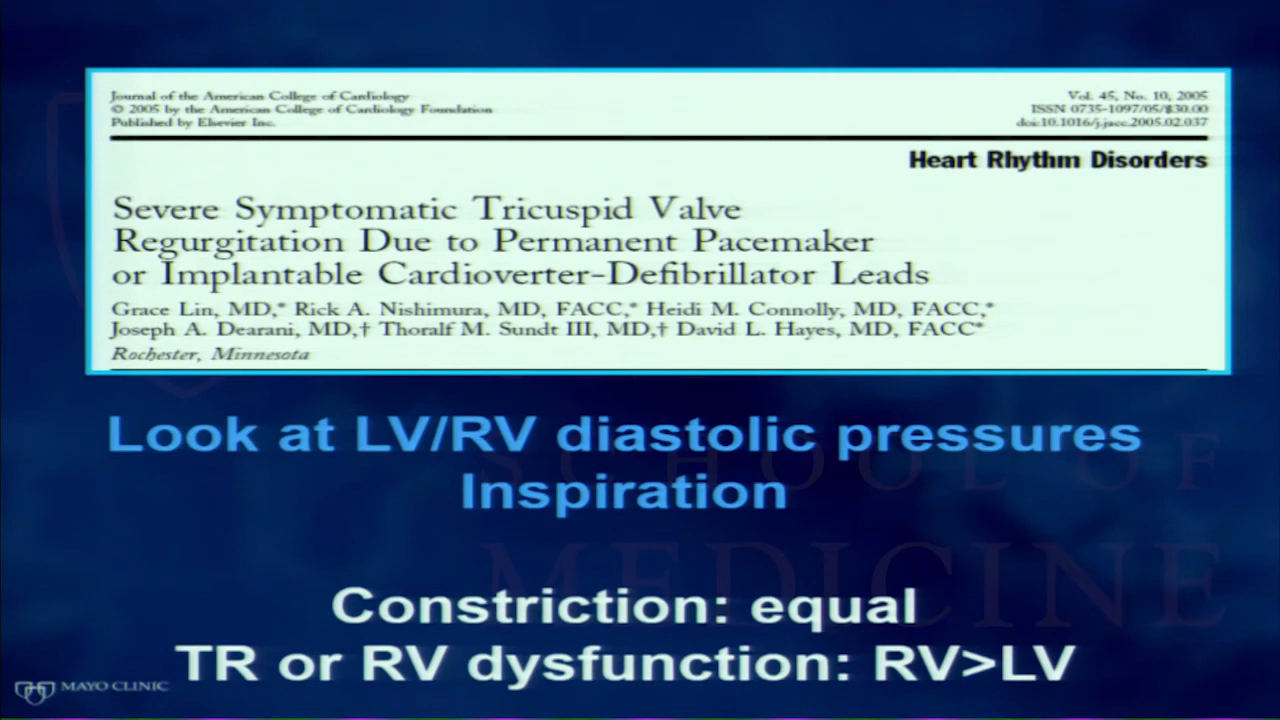 Journal of the American College of Cardiology
© 2005 by the American College of Cardiology Foundation
Published by Elsevier Inc.
Vol. 45, No. 10, 2005
ISSN 0735-1097/05/$30.00
doi:10.1016/j.jacc.2005.02.037
Heart Rhythm Disorders
Severe Symptomatic Tricuspid Valve
Regurgitation Due to Permanent Pacemaker
or Implantable Cardioverter-Defibrillator Leads
Grace Lin, MD,* Rick A. Nishimura, MD, FACC,* Heidi M. Connolly, MD, FACC,*
Joseph A. Dearani, MD,† Thoralf M. Sundt III, MD,† David L. Hayes, MD, FACC*
Rochester, Minnesota
Look at LV/RV diastolic pressures
Inspiration
SCHOOL OF
MEDICINE
Constriction: equal
TR or RV dysfunction: RV>LV
MAYO CLINIC